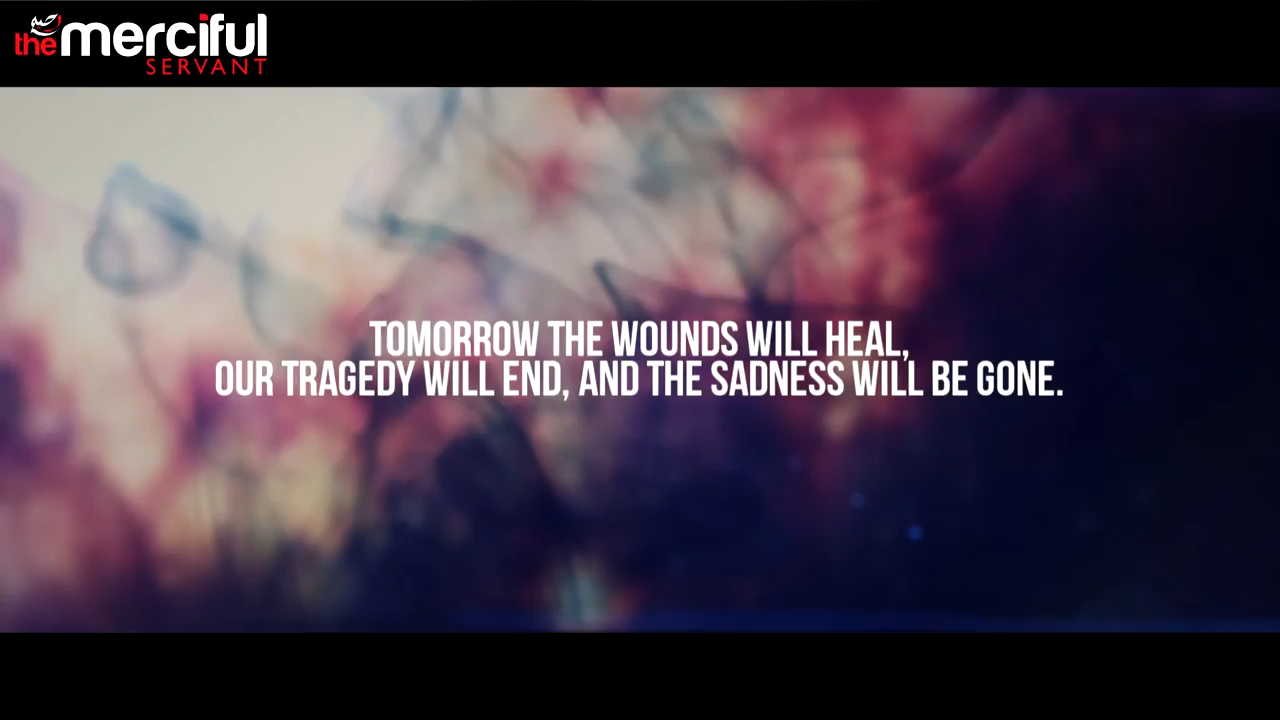 the merciful
SERVANT
TOMORROW THE WOUNDS WILL HEAL,
OUR TRAGEDY WILL END, AND THE SADNESS WILL BE GONE.